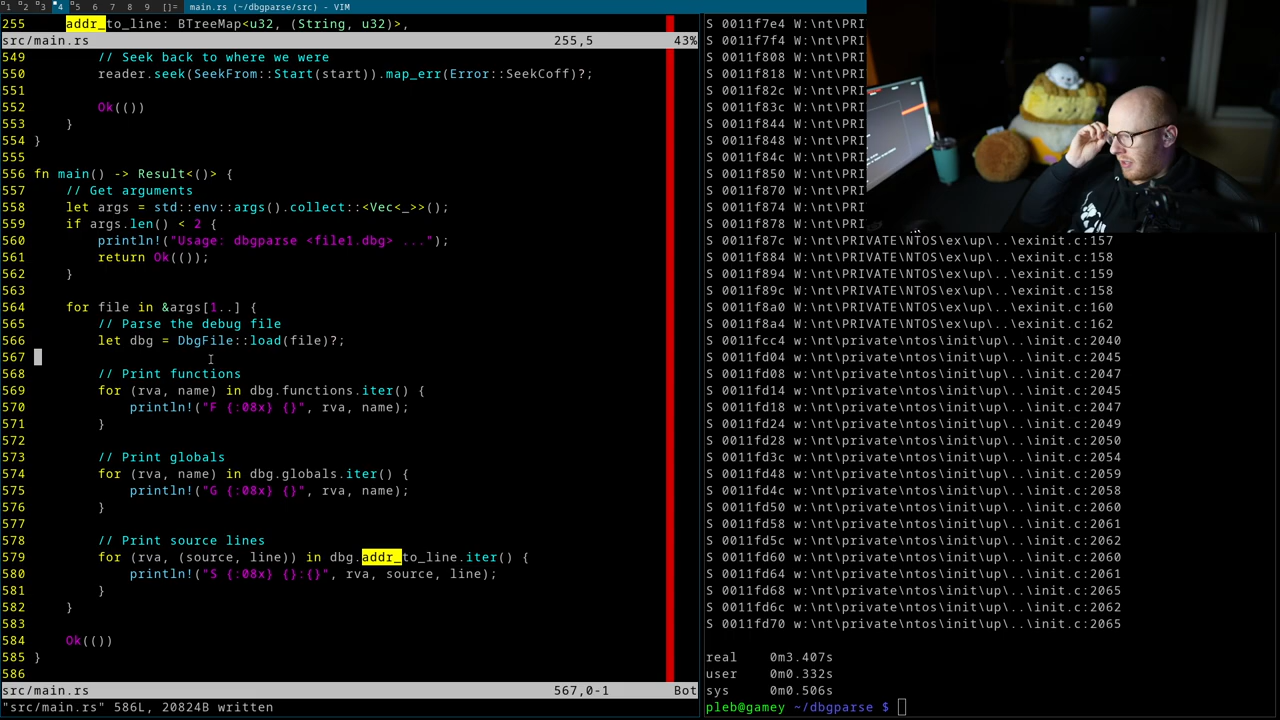 1 2 3 4 5 6 7 8 9 []= main.rs (~/dbgparse/src) - VIM
255     addr_to_line: BTreeMap<u32, (String, u32)>,
src/main.rs 255,5 43%
549         // Seek back to where we were
550         reader.seek(SeekFrom::Start(start)).map_err(Error::SeekCoff)?;
551
552         Ok(())
553     }
554 }
555
556 fn main() -> Result<()> {
557     // Get arguments
558     let args = std::env::args().collect::<Vec<_>>();
559     if args.len() < 2 {
560         println!("Usage: dbgparse <file1.dbg> ...");
561         return Ok(());
562     }
563
564     for file in &args[1..] {
565         // Parse the debug file
566         let dbg = DbgFile::load(file)?;
567
568         // Print functions
569         for (rva, name) in dbg.functions.iter() {
570             println!("F {:08x} {}", rva, name);
571         }
572
573         // Print globals
574         for (rva, name) in dbg.globals.iter() {
575             println!("G {:08x} {}", rva, name);
576         }
577
578         // Print source lines
579         for (rva, (source, line)) in dbg.addr_to_line.iter() {
580             println!("S {:08x} {}:{}", rva, source, line);
581         }
582     }
583
584     Ok(())
585 }
586
src/main.rs 567,0-1 Bot
"src/main.rs" 586L, 20824B written
S 0011f7e4 W:\nt\PRI
S 0011f7f4 W:\nt\PRI
S 0011f808 W:\nt\PRI
S 0011f818 W:\nt\PRI
S 0011f82c W:\nt\PRI
S 0011f83c W:\nt\PRI
S 0011f844 W:\nt\PRI
S 0011f848 W:\nt\PRI
S 0011f84c W:\nt\PRI
S 0011f850 W:\nt\PRI
S 0011f870 W:\nt\PRI
S 0011f874 W:\nt\PRI
S 0011f878 W:\nt\PRI
S 0011f87c W:\nt\PRIVATE\NTOS\ex\up\..\exinit.c:157
S 0011f884 W:\nt\PRIVATE\NTOS\ex\up\..\exinit.c:158
S 0011f894 W:\nt\PRIVATE\NTOS\ex\up\..\exinit.c:159
S 0011f89c W:\nt\PRIVATE\NTOS\ex\up\..\exinit.c:158
S 0011f8a0 W:\nt\PRIVATE\NTOS\ex\up\..\exinit.c:160
S 0011f8a4 W:\nt\PRIVATE\NTOS\ex\up\..\exinit.c:162
S 0011fcc4 w:\nt\private\ntos\init\up\..\init.c:2040
S 0011fd04 w:\nt\private\ntos\init\up\..\init.c:2045
S 0011fd08 w:\nt\private\ntos\init\up\..\init.c:2047
S 0011fd14 w:\nt\private\ntos\init\up\..\init.c:2045
S 0011fd18 w:\nt\private\ntos\init\up\..\init.c:2047
S 0011fd24 w:\nt\private\ntos\init\up\..\init.c:2049
S 0011fd28 w:\nt\private\ntos\init\up\..\init.c:2050
S 0011fd3c w:\nt\private\ntos\init\up\..\init.c:2054
S 0011fd48 w:\nt\private\ntos\init\up\..\init.c:2059
S 0011fd4c w:\nt\private\ntos\init\up\..\init.c:2058
S 0011fd50 w:\nt\private\ntos\init\up\..\init.c:2060
S 0011fd58 w:\nt\private\ntos\init\up\..\init.c:2061
S 0011fd5c w:\nt\private\ntos\init\up\..\init.c:2062
S 0011fd60 w:\nt\private\ntos\init\up\..\init.c:2060
S 0011fd64 w:\nt\private\ntos\init\up\..\init.c:2061
S 0011fd68 w:\nt\private\ntos\init\up\..\init.c:2065
S 0011fd6c w:\nt\private\ntos\init\up\..\init.c:2062
S 0011fd70 w:\nt\private\ntos\init\up\..\init.c:2065
real    0m3.407s
user    0m0.332s
sys     0m0.506s
pleb@gamey ~/dbgparse $